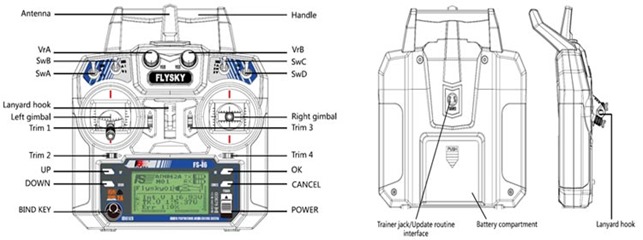 Antenna
Handle
VrA
VrB
SwB
SwC
SwA
SwD
FLYSKY
Lanyard hook
Left gimbal
Right gimbal
Trim 1
Trim 3
Trim 2
Trim 4
FS-i6
UP
OK
DOWN
CANCEL
BIND KEY
POWER
Flysky01
PUSH
Trainer jack/Update routine
interface
Battery compartment
Lanyard hook